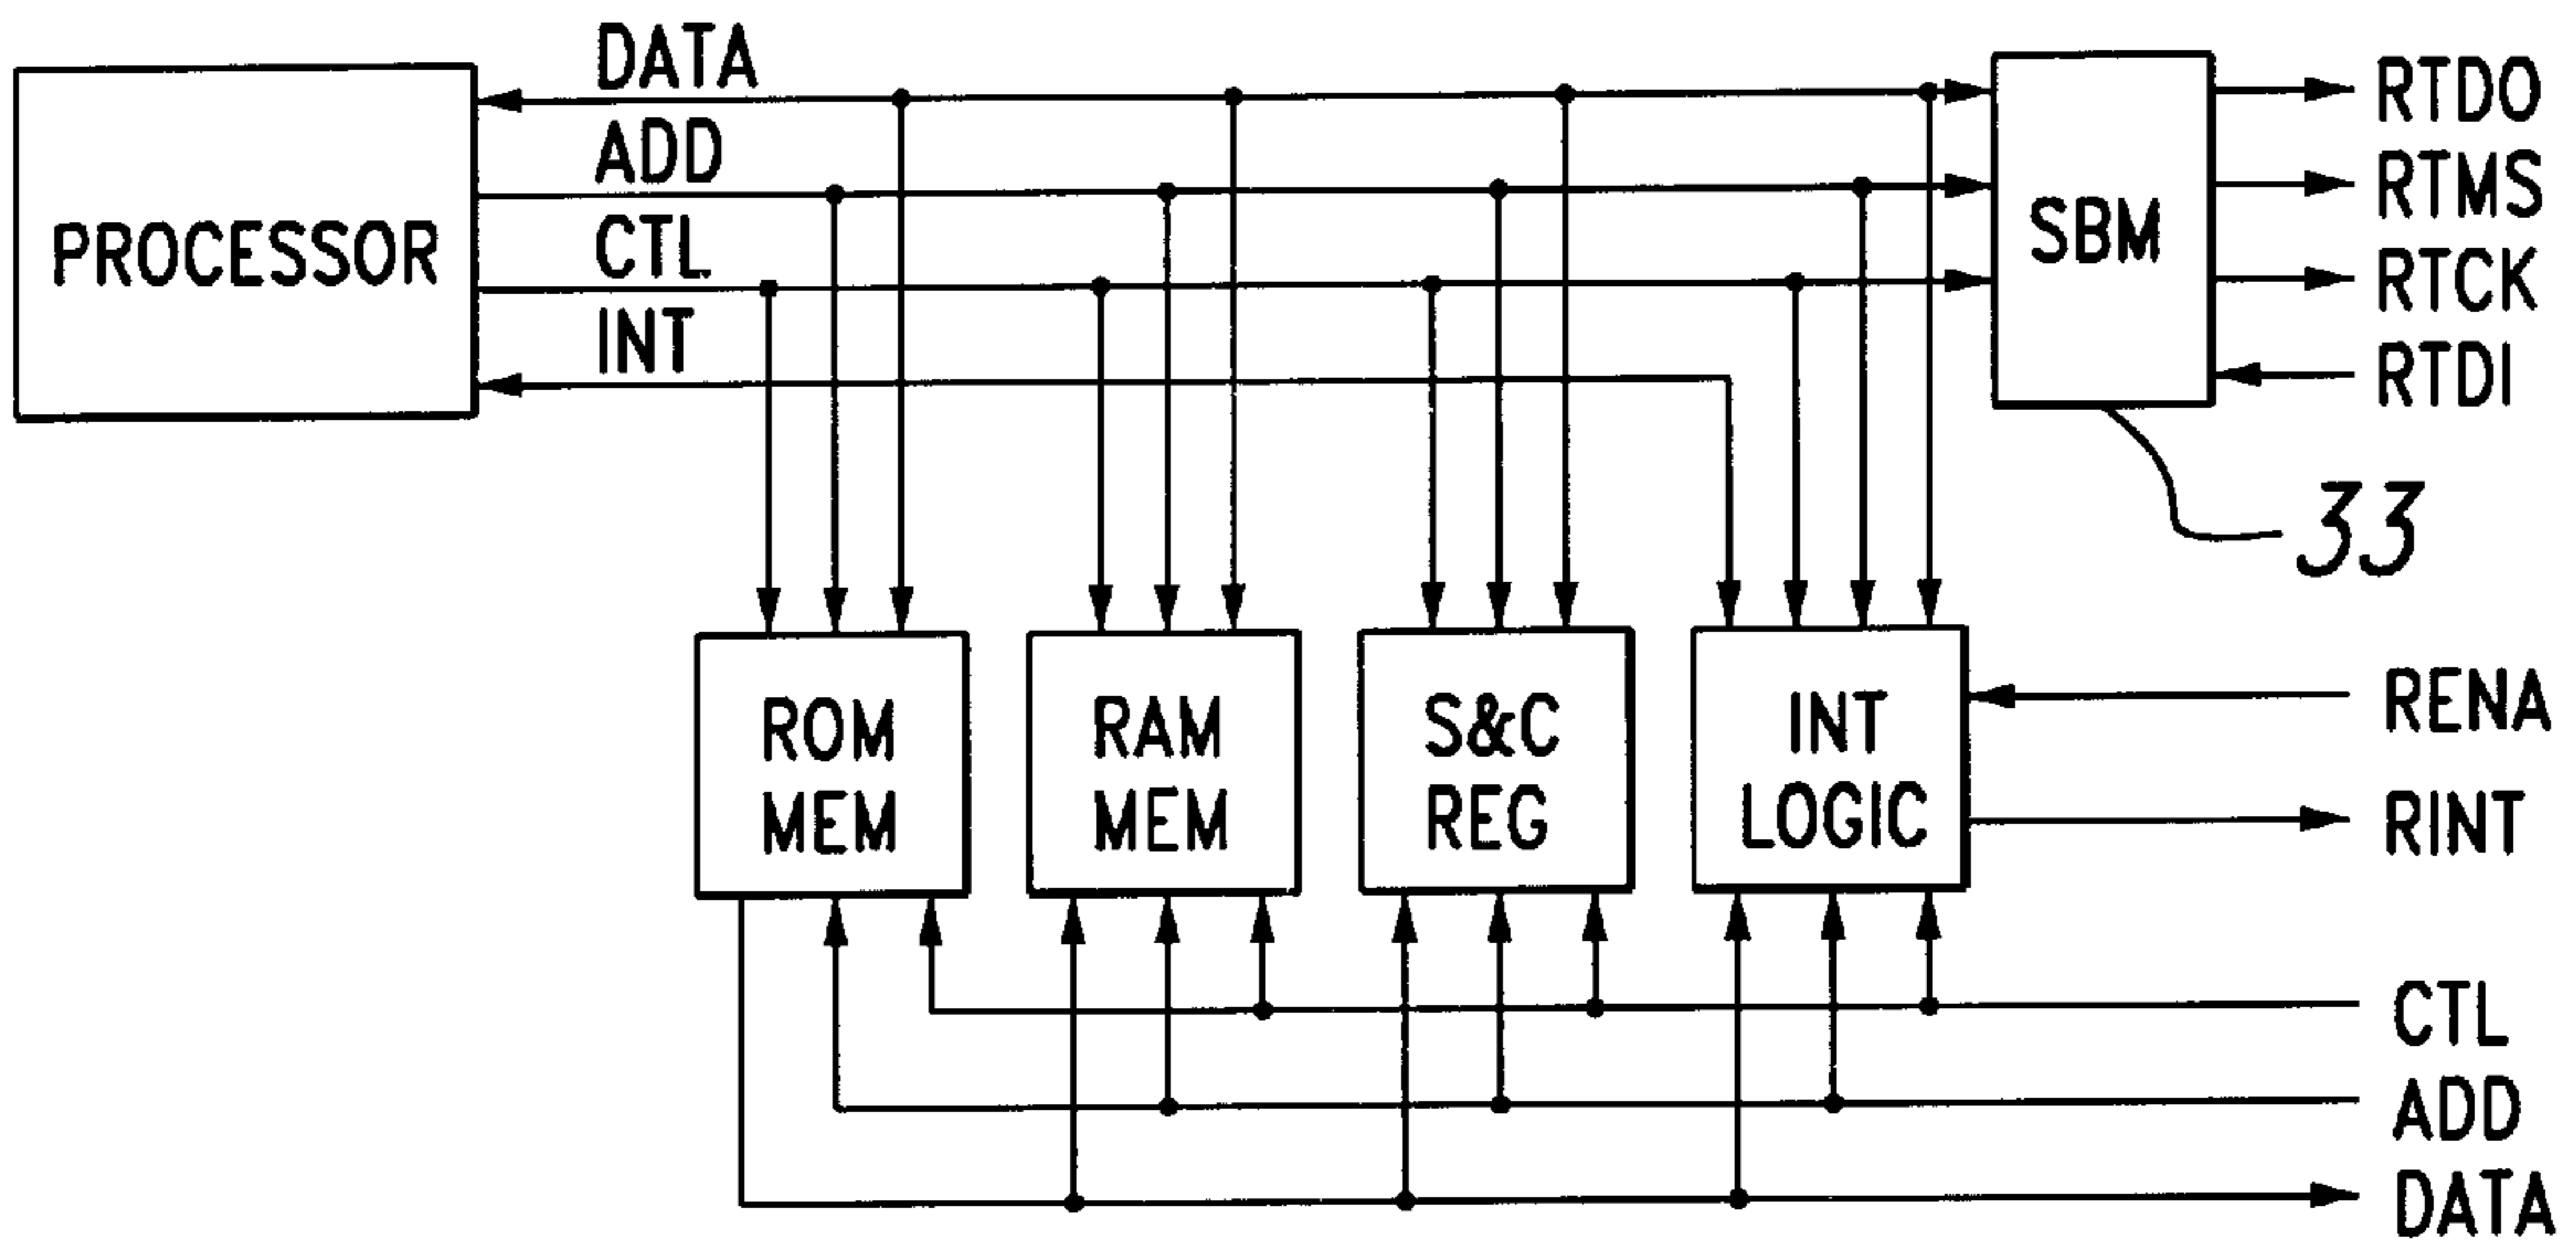 DATA
ADD
CTL
INT
PROCESSOR
SBM
RTDO
RTMS
RTCK
RTDI
33
ROM
MEM
RAM
MEM
S&C
REG
INT
LOGIC
RENA
RINT
CTL
ADD
DATA